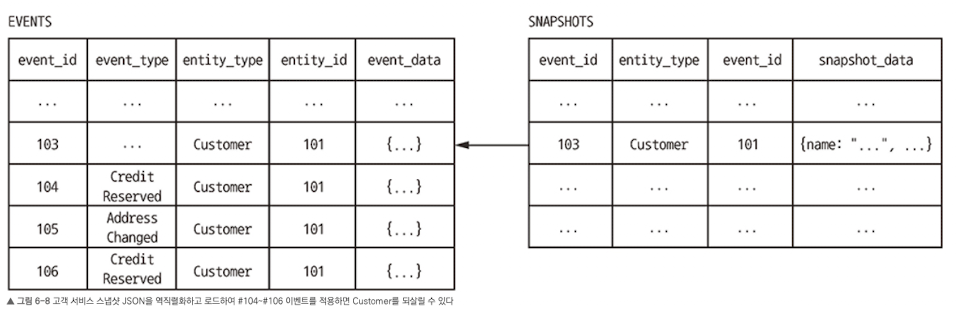 EVENTS
event_id event_type entity_type entity_id event_data
... ... ... ... ...
103 ... Customer 101 {...}
104 Credit Reserved Customer 101 {...}
105 Address Changed Customer 101 {...}
106 Credit Reserved Customer 101 {...}
SNAPSHOTS
event_id entity_type event_id snapshot_data
... ... ... ...
103 Customer 101 {name: "...", ...}
... ... ... ...
... ... ... ...
▲ 그림 6-8 고객 서비스 스냅샷 JSON을 역직렬화하고 로드하여 #104~#106 이벤트를 적용하면 Customer를 되살릴 수 있다